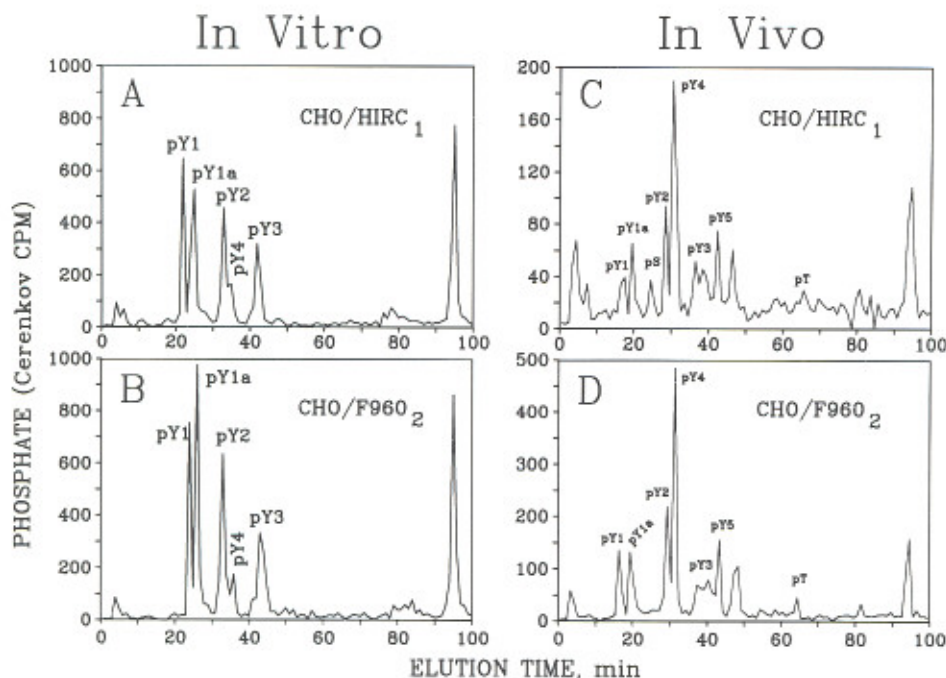 In Vitro
In Vivo
PHOSPHATE (Cerenkov CPM)
A
CHO/HIRC 1
1000
800
600
400
200
0
pY1
pY1a
pY2
pY4
pY3
0 20 40 60 80 100
C
CHO/HIRC 1
200
160
120
80
40
0
pY1
pY1a
pS
pY2
pY4
pY3
pY5
pT
0 20 40 60 80 100
B
CHO/F960 2
1000
800
600
400
200
0
pY1
pY1a
pY2
pY4
pY3
0 20 40 60 80 100
D
CHO/F960 2
500
400
300
200
100
0
pY1
pY1a
pY2
pY4
pY3
pY5
pT
0 20 40 60 80 100
ELUTION TIME, min